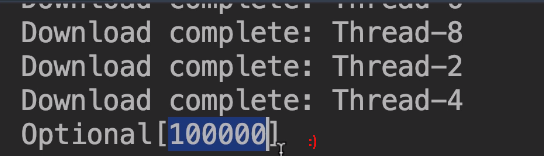 Download complete: Thread-8
Download complete: Thread-2
Download complete: Thread-4
Optional[100000] :)